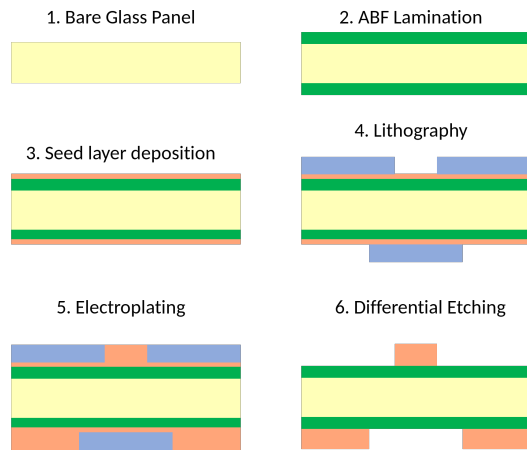 1. Bare Glass Panel
2. ABF Lamination
3. Seed layer deposition
4. Lithography
5. Electroplating
6. Differential Etching